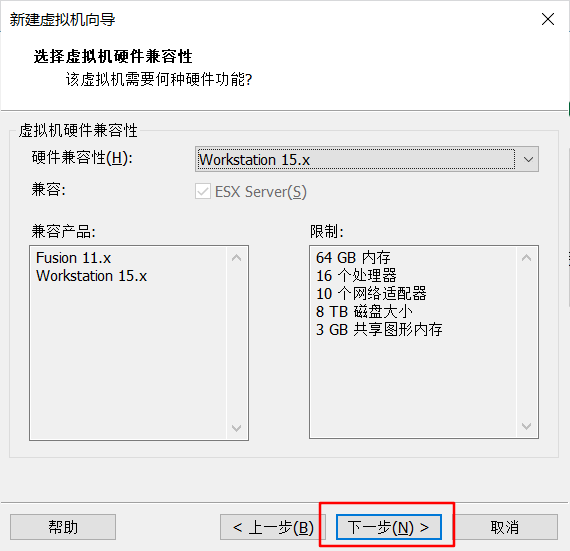 新建虚拟机向导
选择虚拟机硬件兼容性
该虚拟机需要何种硬件功能?
虚拟机硬件兼容性
硬件兼容性(H):
Workstation 15.x
兼容:
ESX Server(S)
兼容产品:
Fusion 11.x
Workstation 15.x
限制:
64 GB 内存
16 个处理器
10 个网络适配器
8 TB 磁盘大小
3 GB 共享图形内存
帮助
< 上一步(B)
下一步(N) >
取消